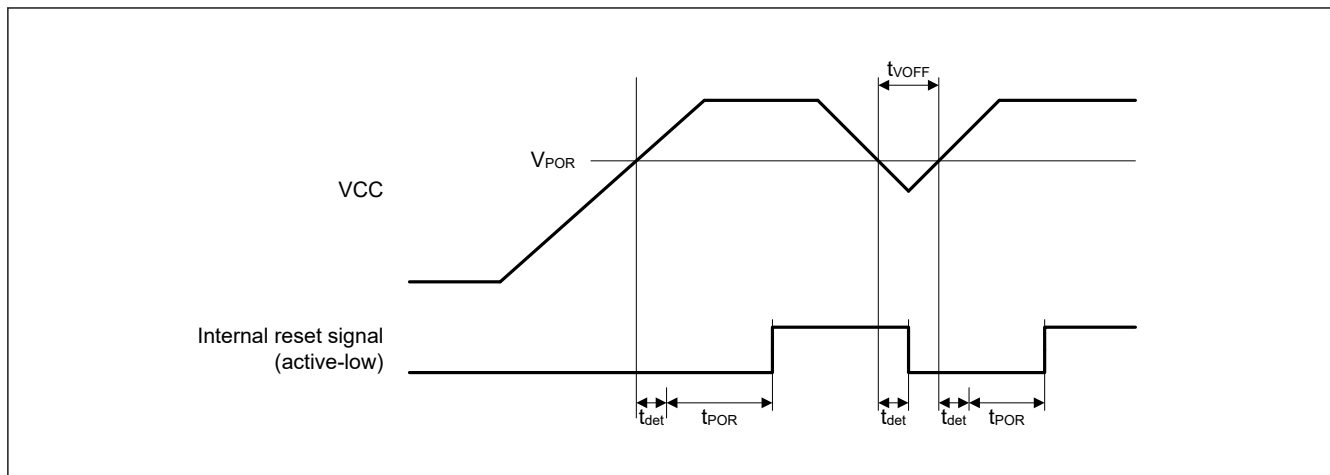 tVOFF
VPOR
VCC
Internal reset signal
(active-low)
tdet
tPOR
tdet
tdet
tPOR